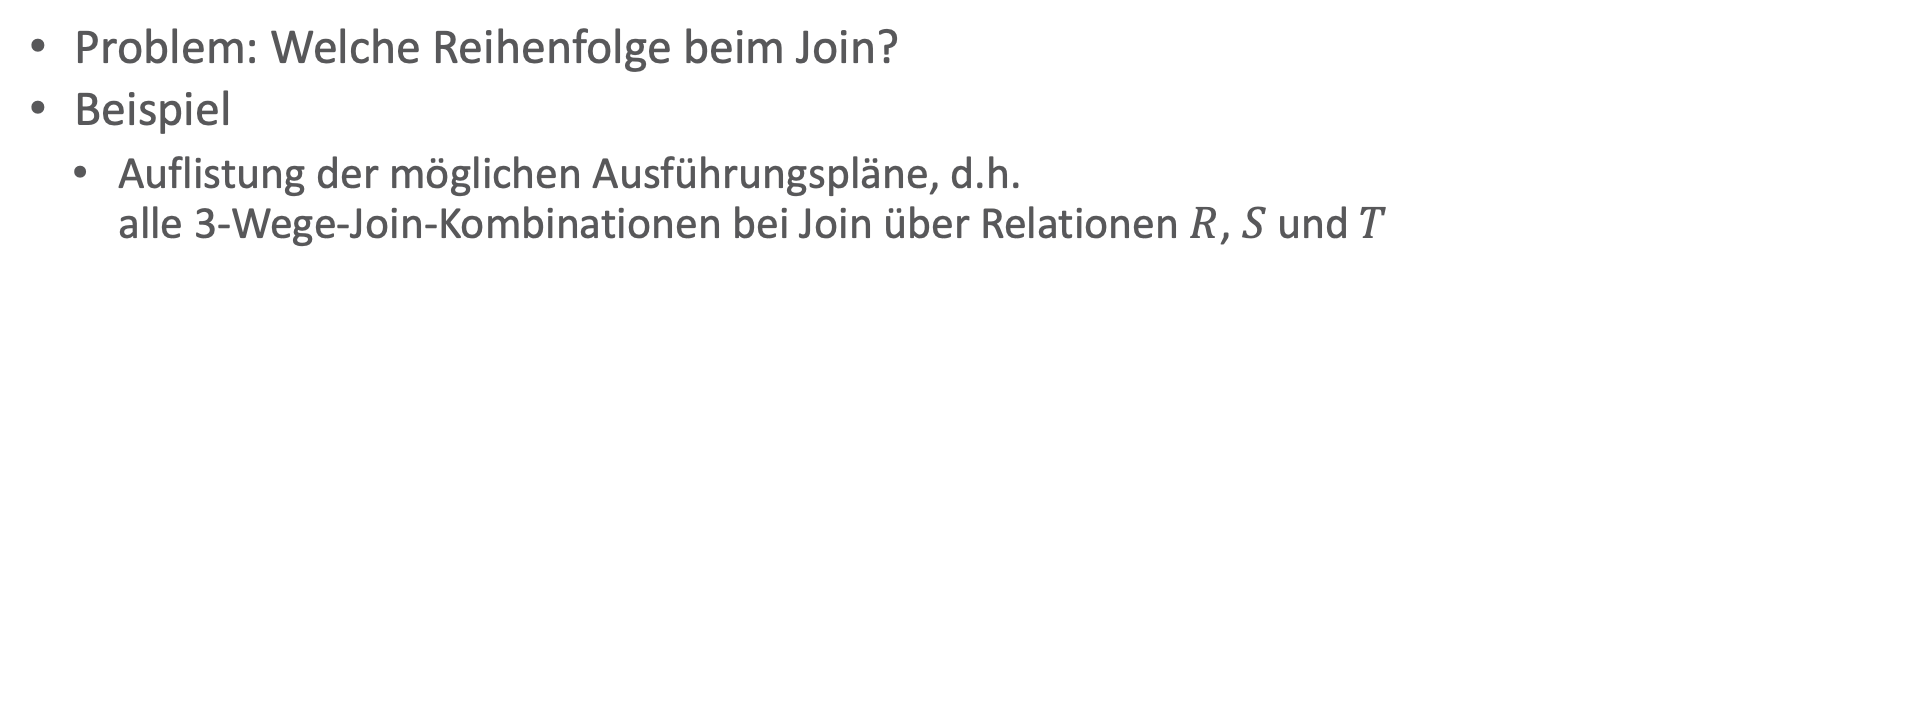 • Problem: Welche Reihenfolge beim Join?
• Beispiel
• Auflistung der möglichen Ausführungspläne, d.h.
alle 3-Wege-Join-Kombinationen bei Join über Relationen R, S und T